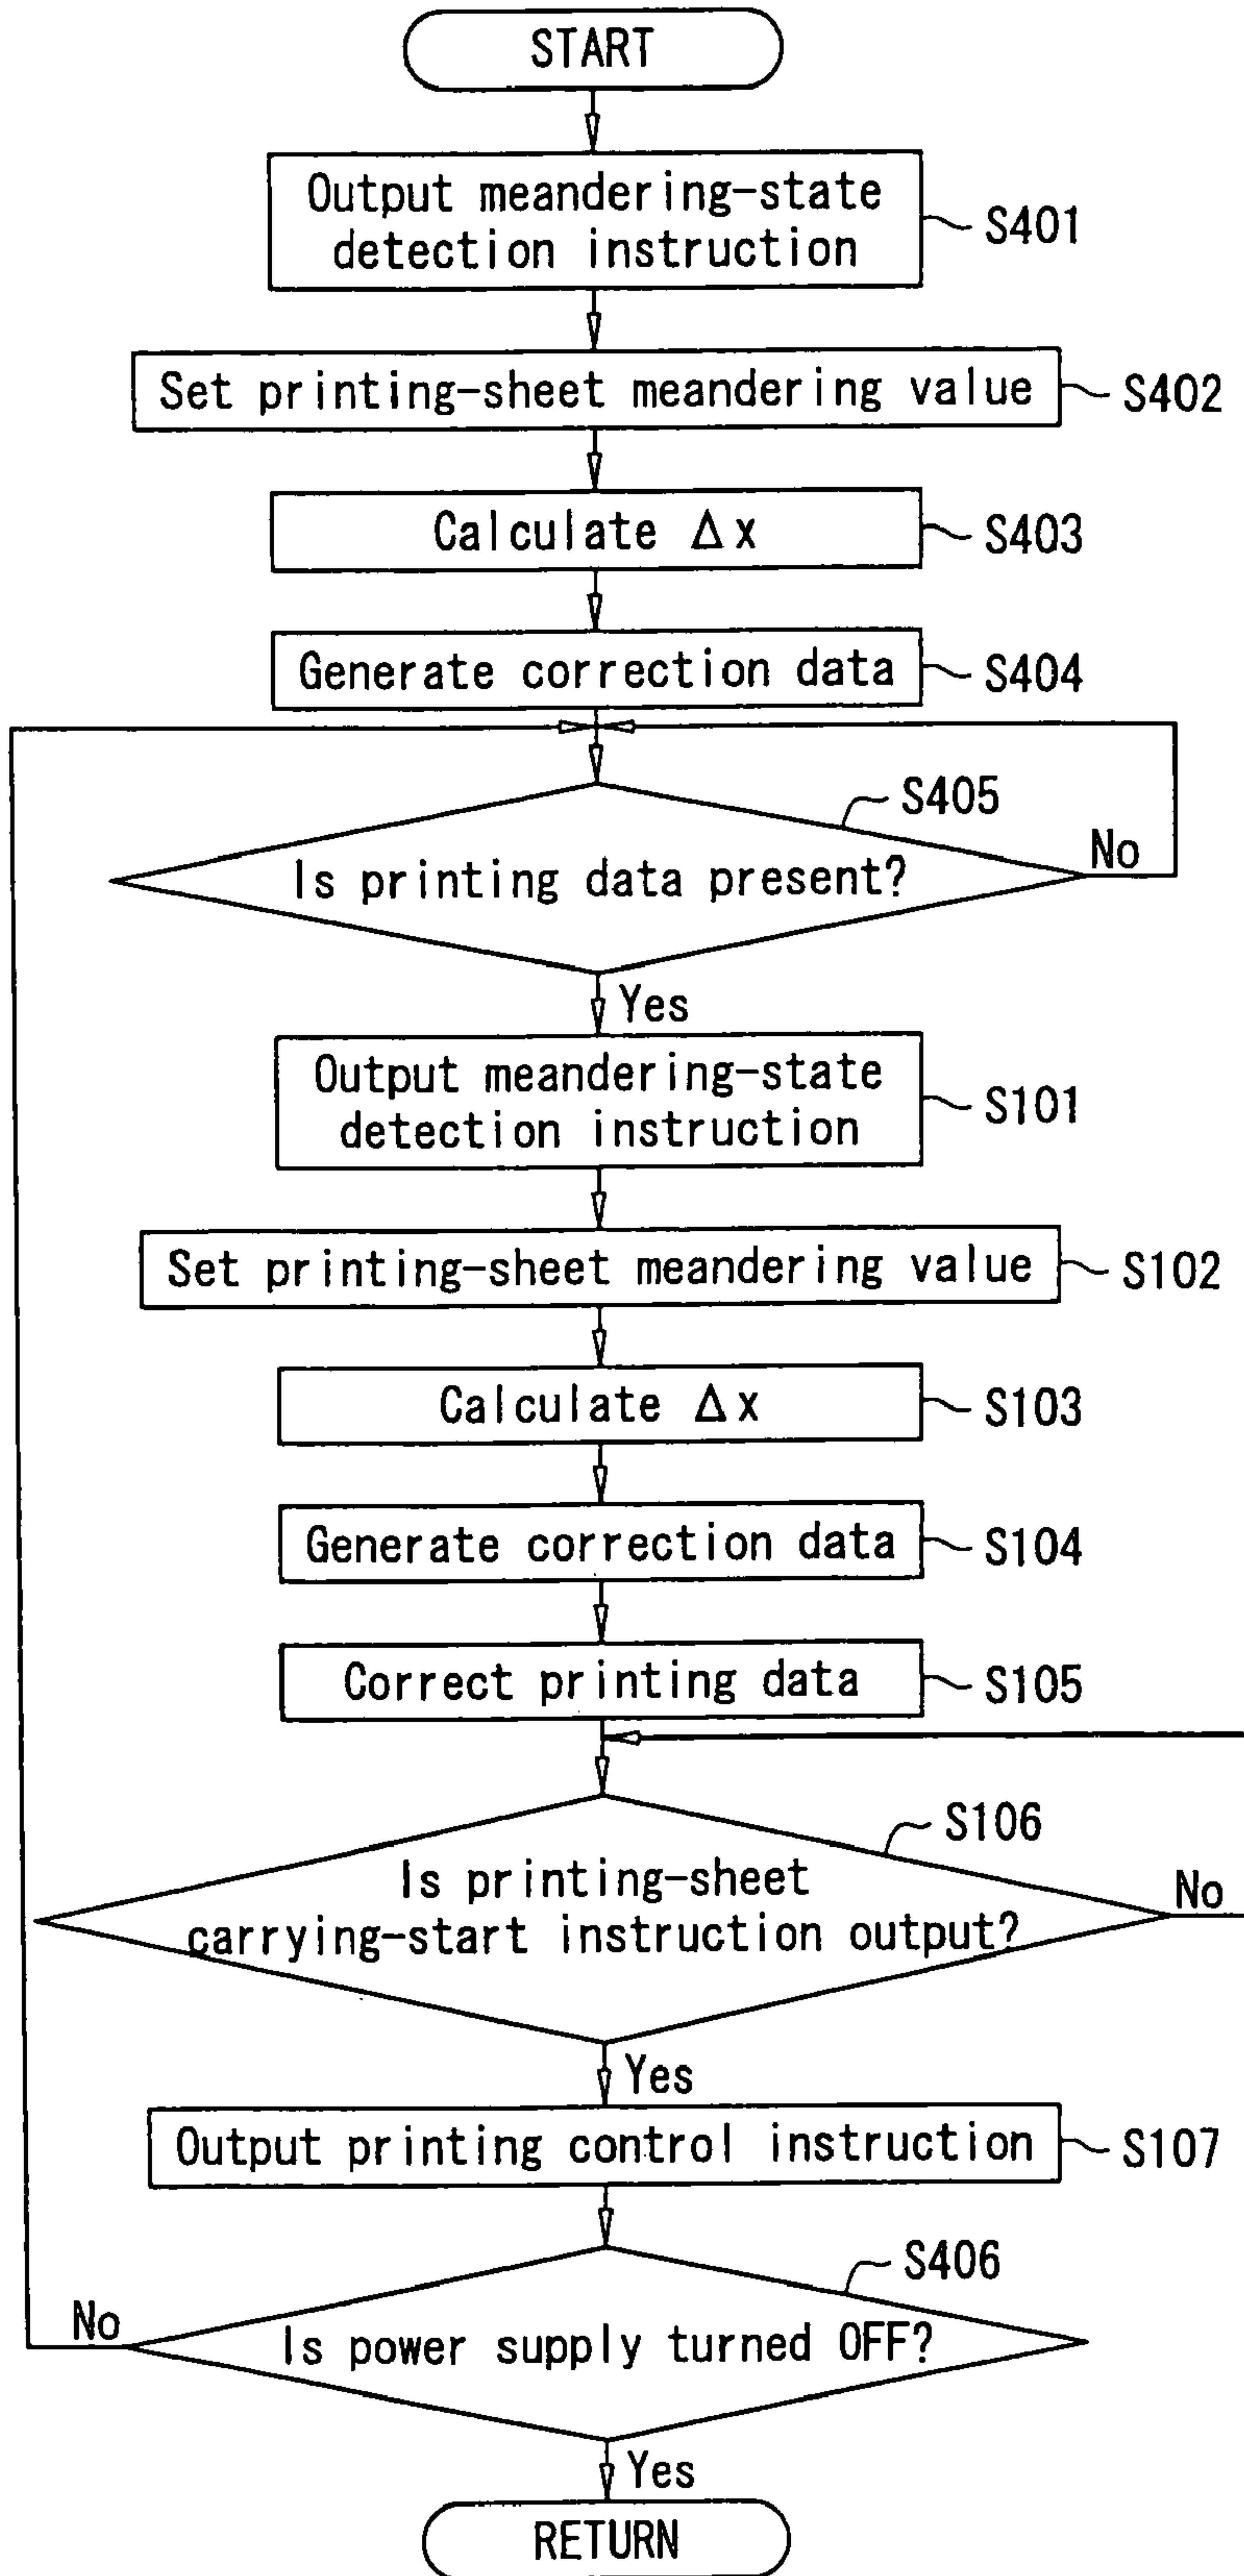 START
Output meandering-state
detection instruction
S401
Set printing-sheet meandering value
S402
Calculate Δx
S403
Generate correction data
S404
S405
Is printing data present?
No
Yes
Output meandering-state
detection instruction
S101
Set printing-sheet meandering value
S102
Calculate Δx
S103
Generate correction data
S104
Correct printing data
S105
S106
Is printing-sheet
carrying-start instruction output?
No
Yes
Output printing control instruction
S107
S406
No
Is power supply turned OFF?
Yes
RETURN